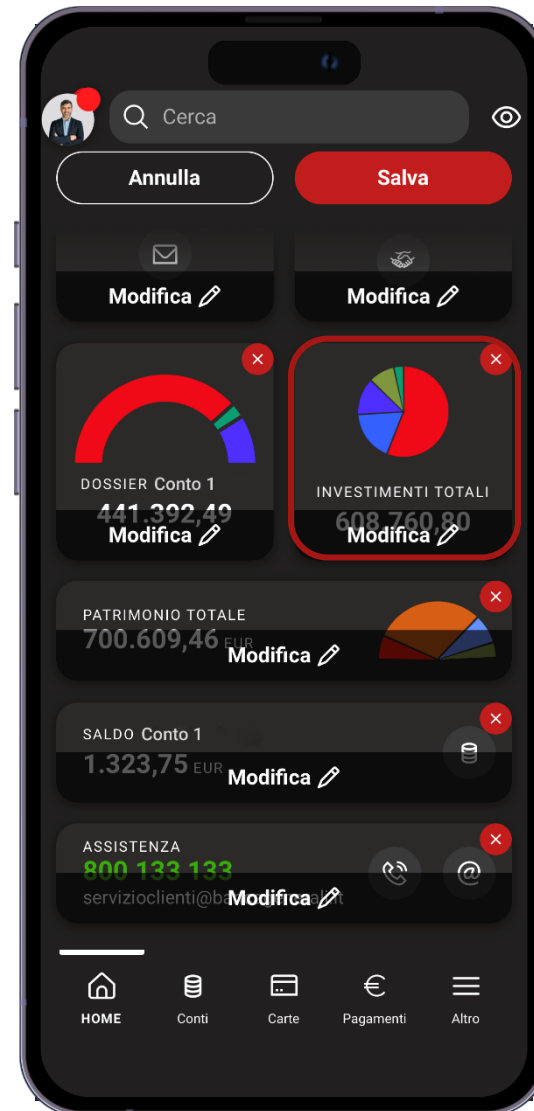 Cerca
Annulla Salva
Modifica Modifica
DOSSIER Conto 1
441.392,49
Modifica
INVESTIMENTI TOTALI
608.760,80
Modifica
PATRIMONIO TOTALE
700.609,46 EUR
Modifica
SALDO Conto 1
1.323,75 EUR
Modifica
ASSISTENZA
800 133 133
Modifica
HOME Conti Carte Pagamenti Altro